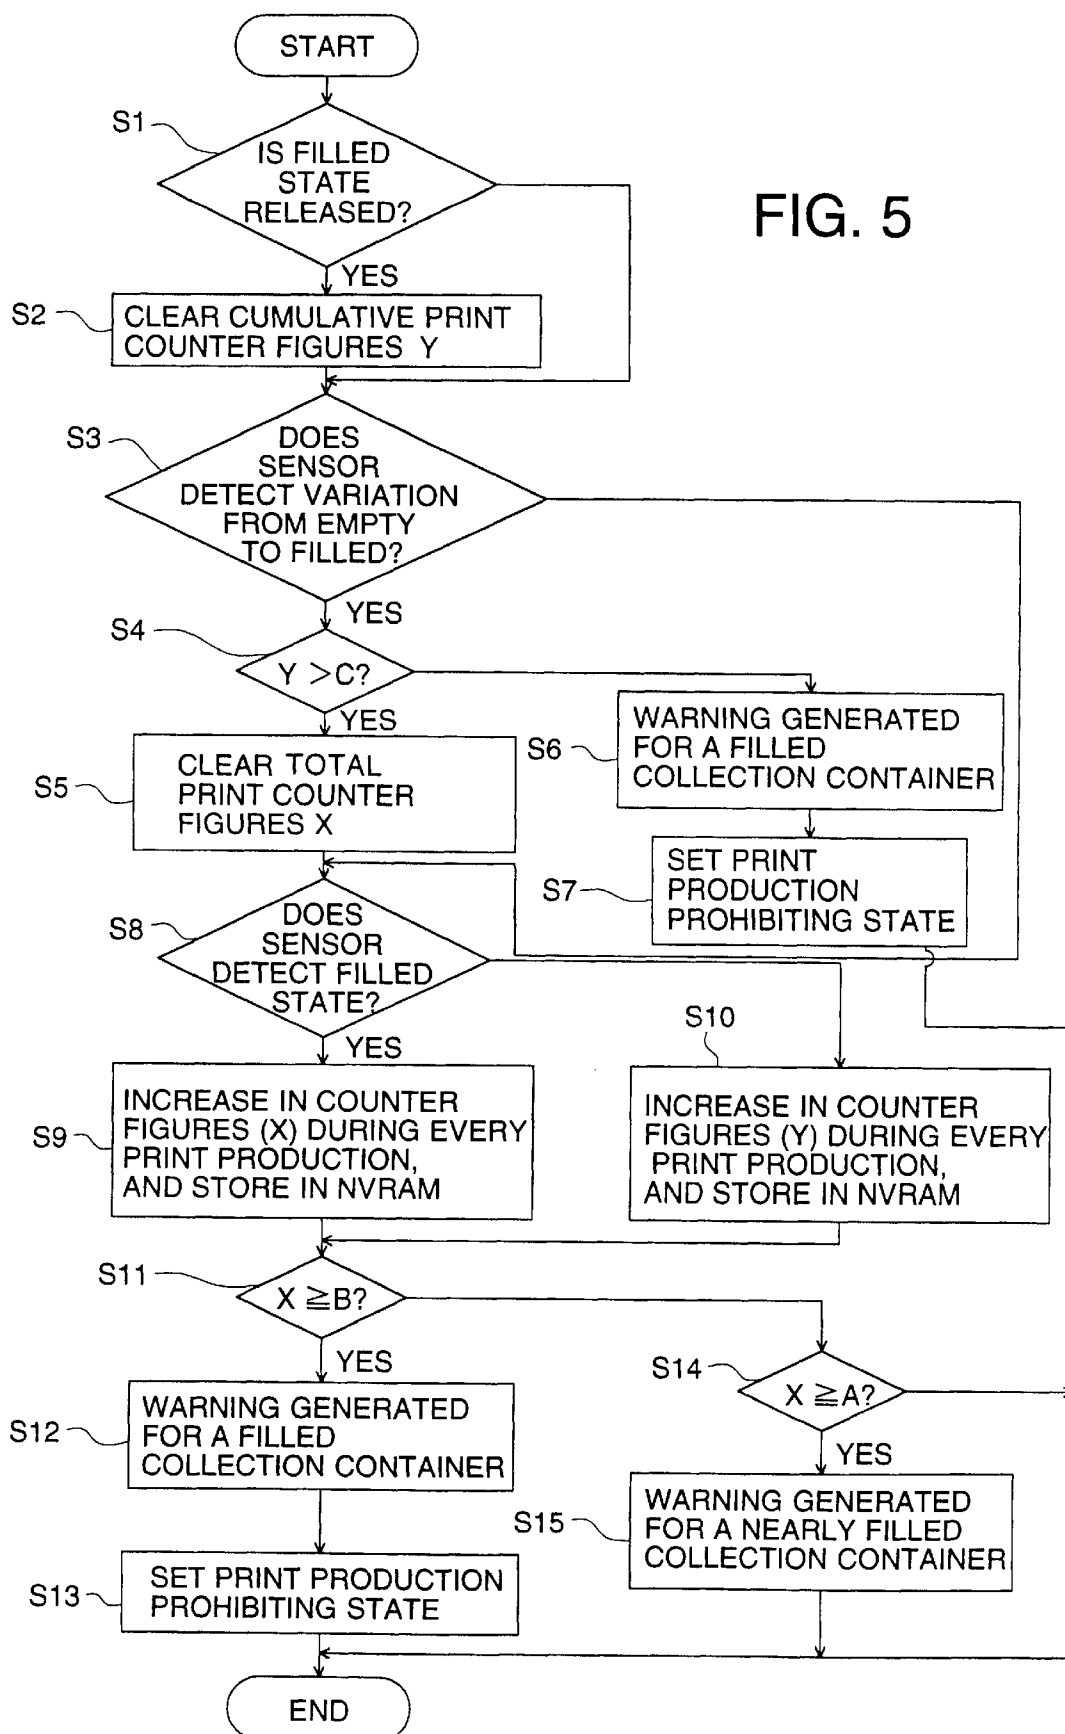 START
S1
IS FILLED
STATE
RELEASED?
FIG. 5
YES
S2
CLEAR CUMULATIVE PRINT
COUNTER FIGURES Y
S3
DOES
SENSOR
DETECT VARIATION
FROM EMPTY
TO FILLED?
YES
S4
Y >C?
YES
S5
CLEAR TOTAL
PRINT COUNTER
FIGURES X
S6
WARNING GENERATED
FOR A FILLED
COLLECTION CONTAINER
S7
SET PRINT
PRODUCTION
PROHIBITING STATE
S8
DOES
SENSOR
DETECT FILLED
STATE?
YES
S9
INCREASE IN COUNTER
FIGURES (X) DURING EVERY
PRINT PRODUCTION,
AND STORE IN NVRAM
S10
INCREASE IN COUNTER
FIGURES (Y) DURING EVERY
PRINT PRODUCTION,
AND STORE IN NVRAM
S11
X ≧B?
YES
S12
WARNING GENERATED
FOR A FILLED
COLLECTION CONTAINER
S13
SET PRINT PRODUCTION
PROHIBITING STATE
S14
X ≧A?
YES
S15
WARNING GENERATED
FOR A NEARLY FILLED
COLLECTION CONTAINER
END